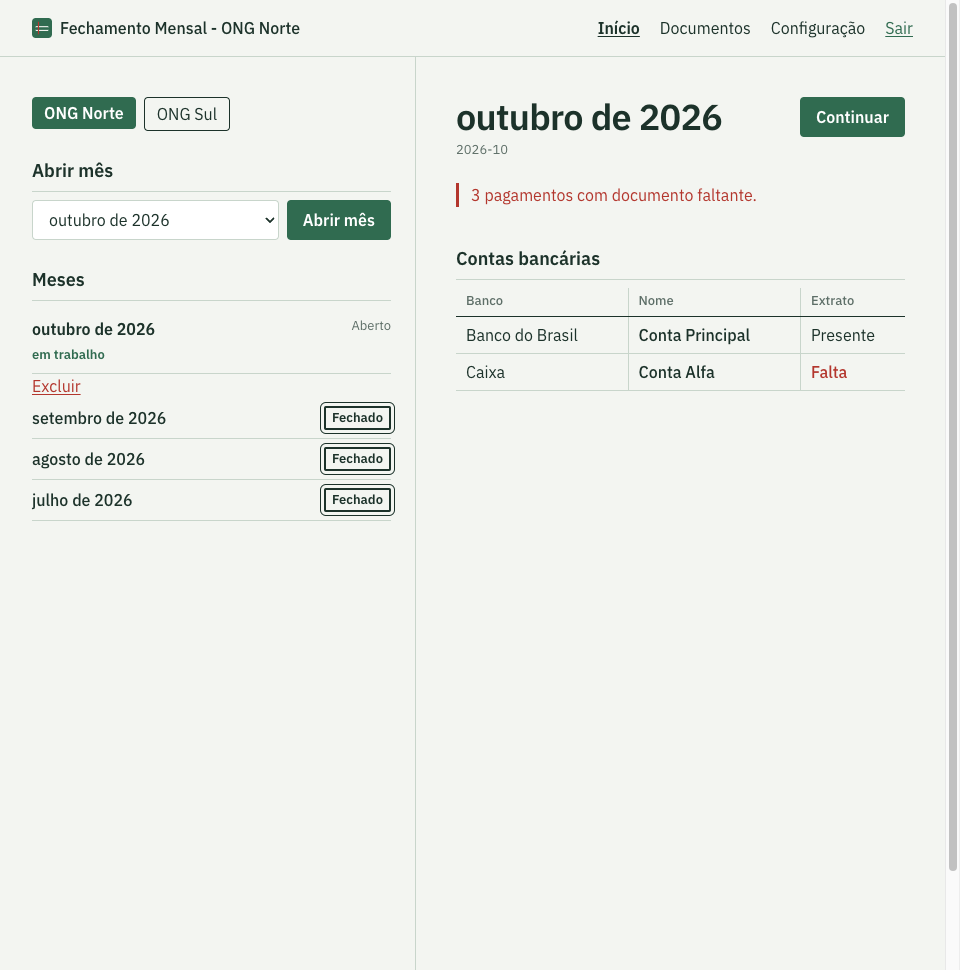 Fechamento Mensal - ONG Norte
Início Documentos Configuração Sair
ONG Norte ONG Sul
Abrir mês
outubro de 2026 Abrir mês
Meses
outubro de 2026 Aberto
em trabalho
Excluir
setembro de 2026 Fechado
agosto de 2026 Fechado
julho de 2026 Fechado
outubro de 2026 Continuar
2026-10
3 pagamentos com documento faltante.
Contas bancárias
Banco Nome Extrato
Banco do Brasil Conta Principal Presente
Caixa Conta Alfa Falta